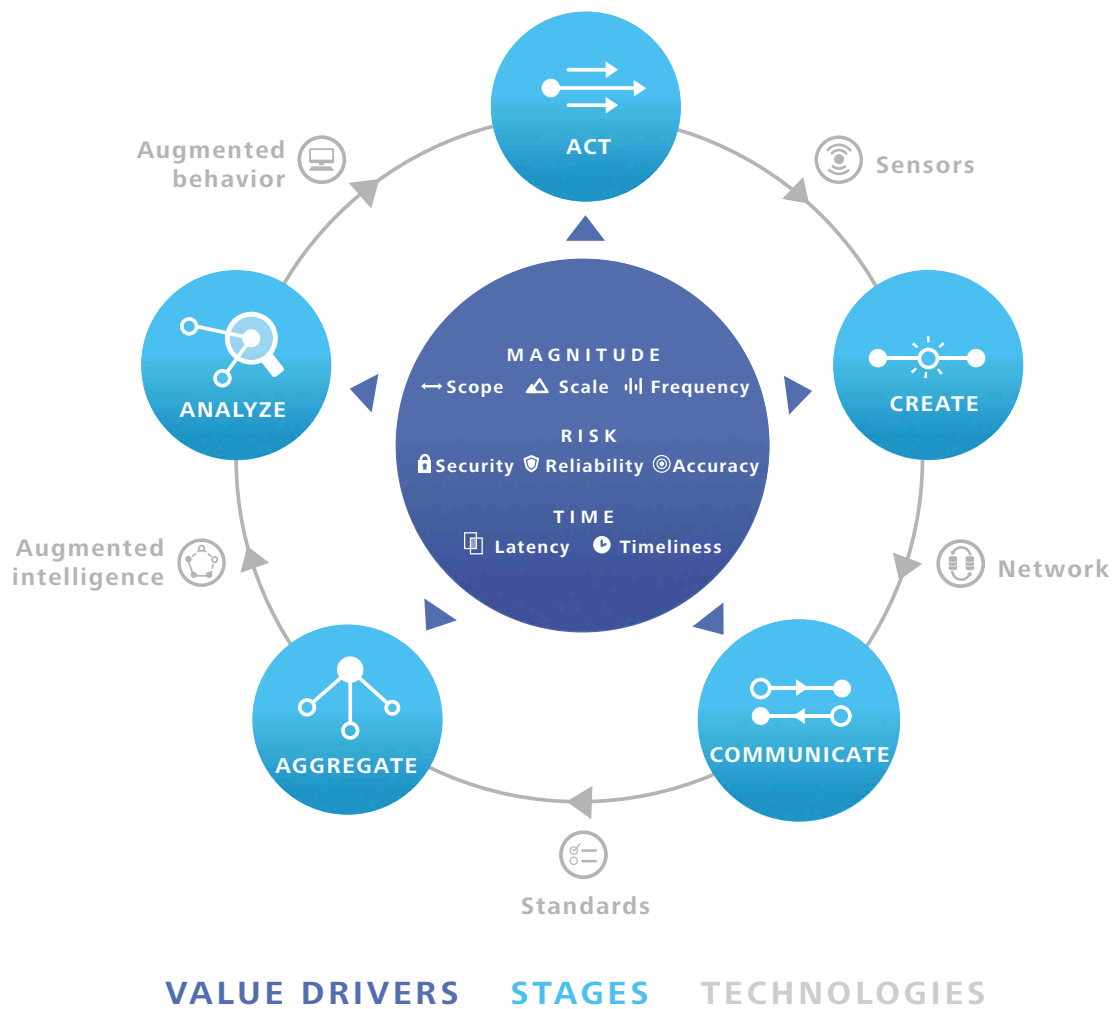 ACT
Augmented
behavior
Sensors
ANALYZE
CREATE
MAGNITUDE
Scope Scale Frequency
RISK
Security Reliability Accuracy
TIME
Latency Timeliness
Augmented
intelligence
Network
AGGREGATE
COMMUNICATE
Standards
VALUE DRIVERS STAGES TECHNOLOGIES